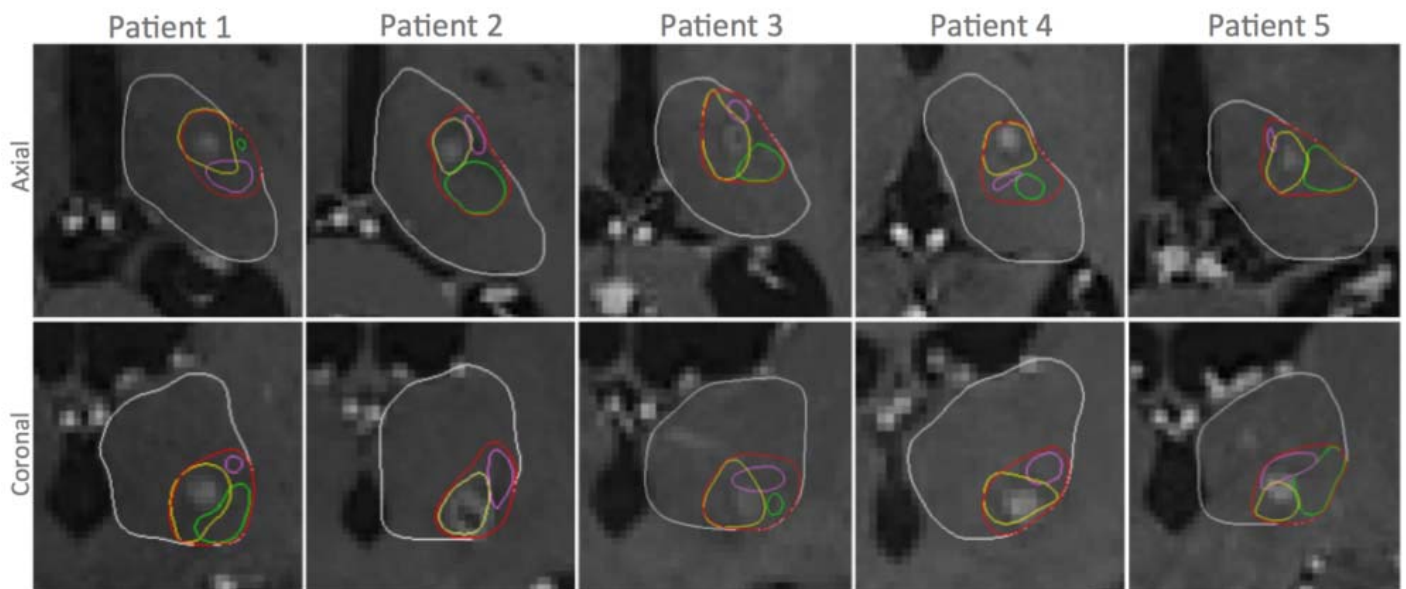 Patient 1
Patient 2
Patient 3
Patient 4
Patient 5
Axial
Coronal